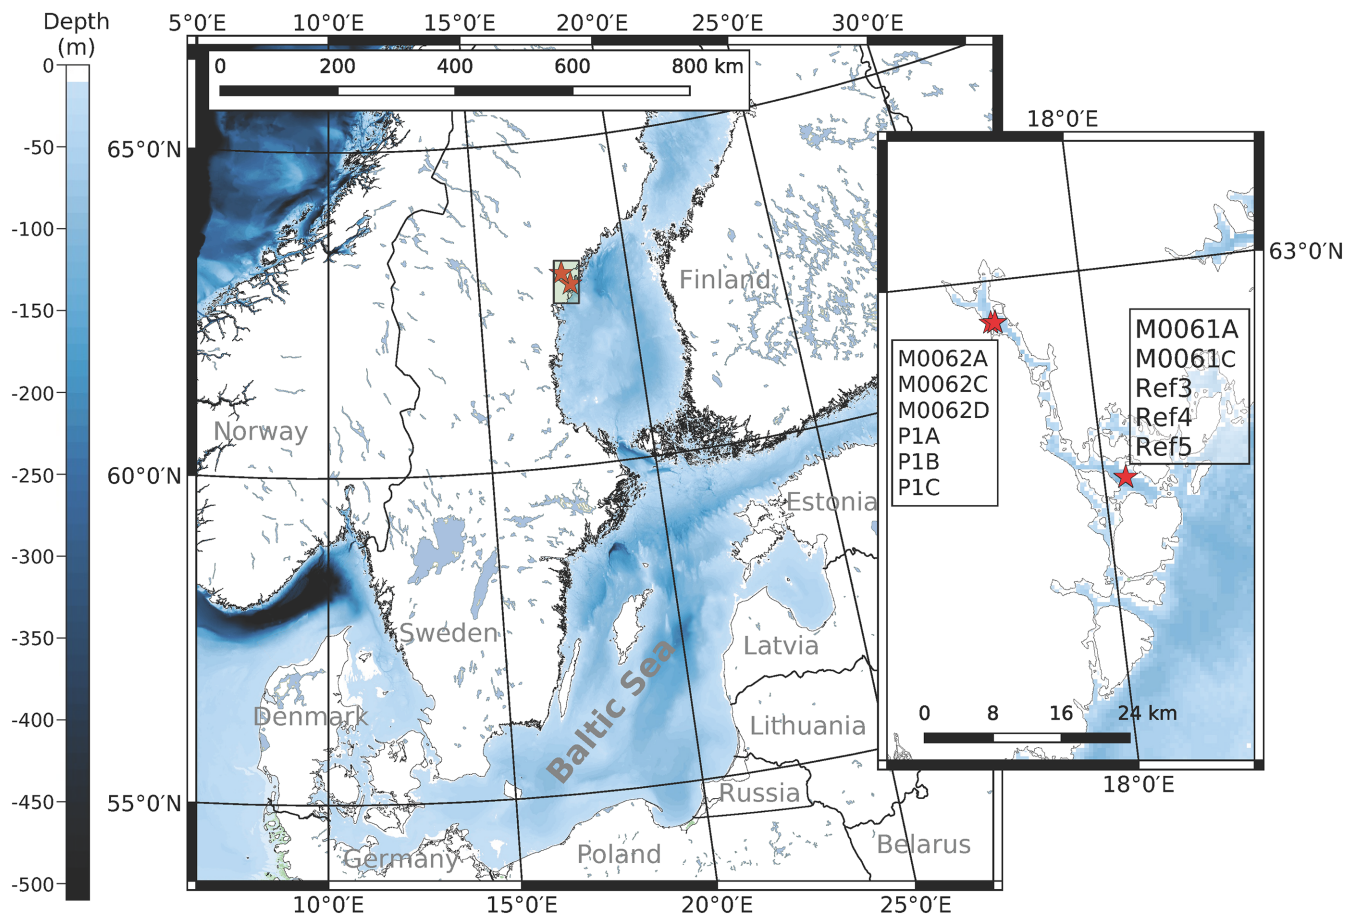 Depth
(m)
0
-50
-100
-150
-200
-250
-300
-350
-400
-450
-500
5°0′E
10°0′E
15°0′E
20°0′E
25°0′E
30°0′E
0
200
400
600
800 km
65°0′N
60°0′N
55°0′N
Norway
Finland
Sweden
Estonia
Latvia
Lithuania
Denmark
Baltic Sea
Russia
Germany
Poland
Belarus
10°0′E
15°0′E
20°0′E
25°0′E
18°0′E
63°0′N
M0062A
M0062C
M0062D
P1A
P1B
P1C
M0061A
M0061C
Ref3
Ref4
Ref5
0
8
16
24 km
18°0′E